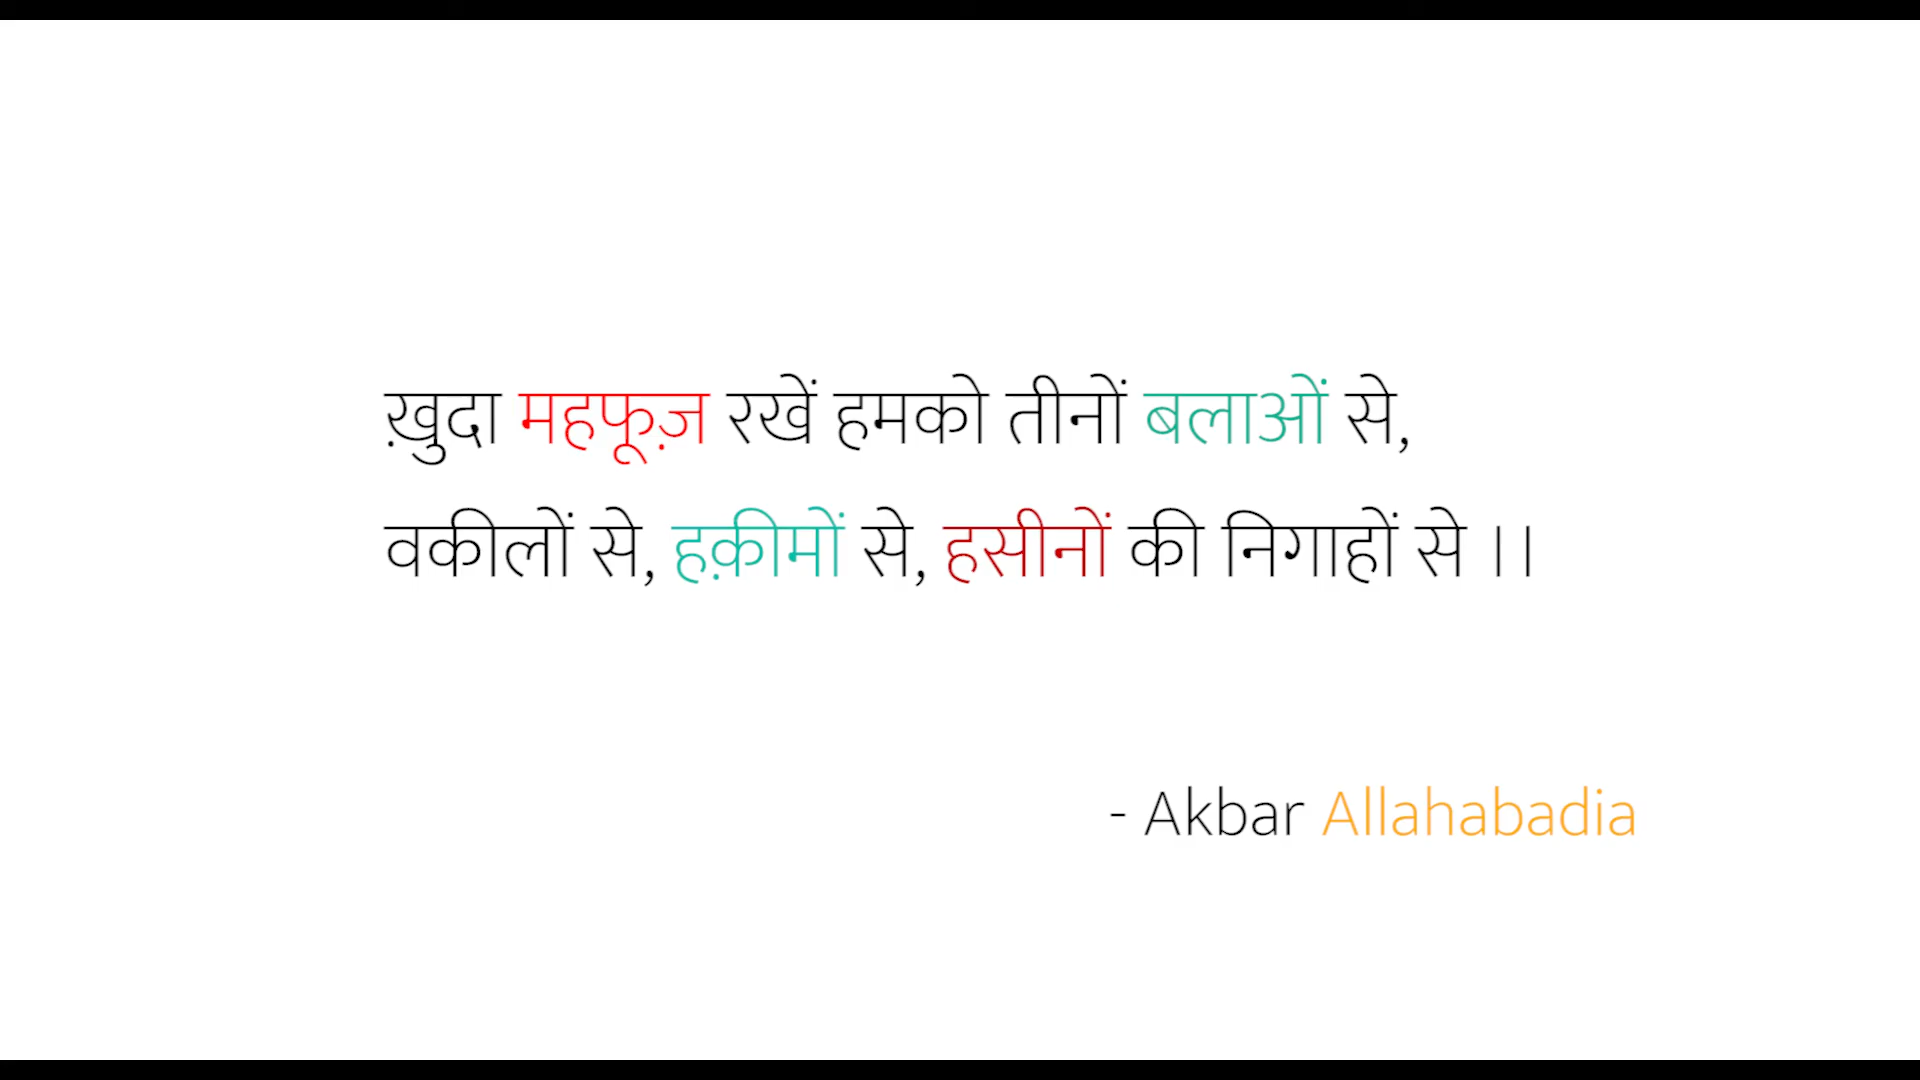 ख़ुदा महफूज़ रखें हमको तीनों बलाओं से,
वकीलों से, हक़ीमों से, हसीनों की निगाहों से ।।
- Akbar Allahabadia